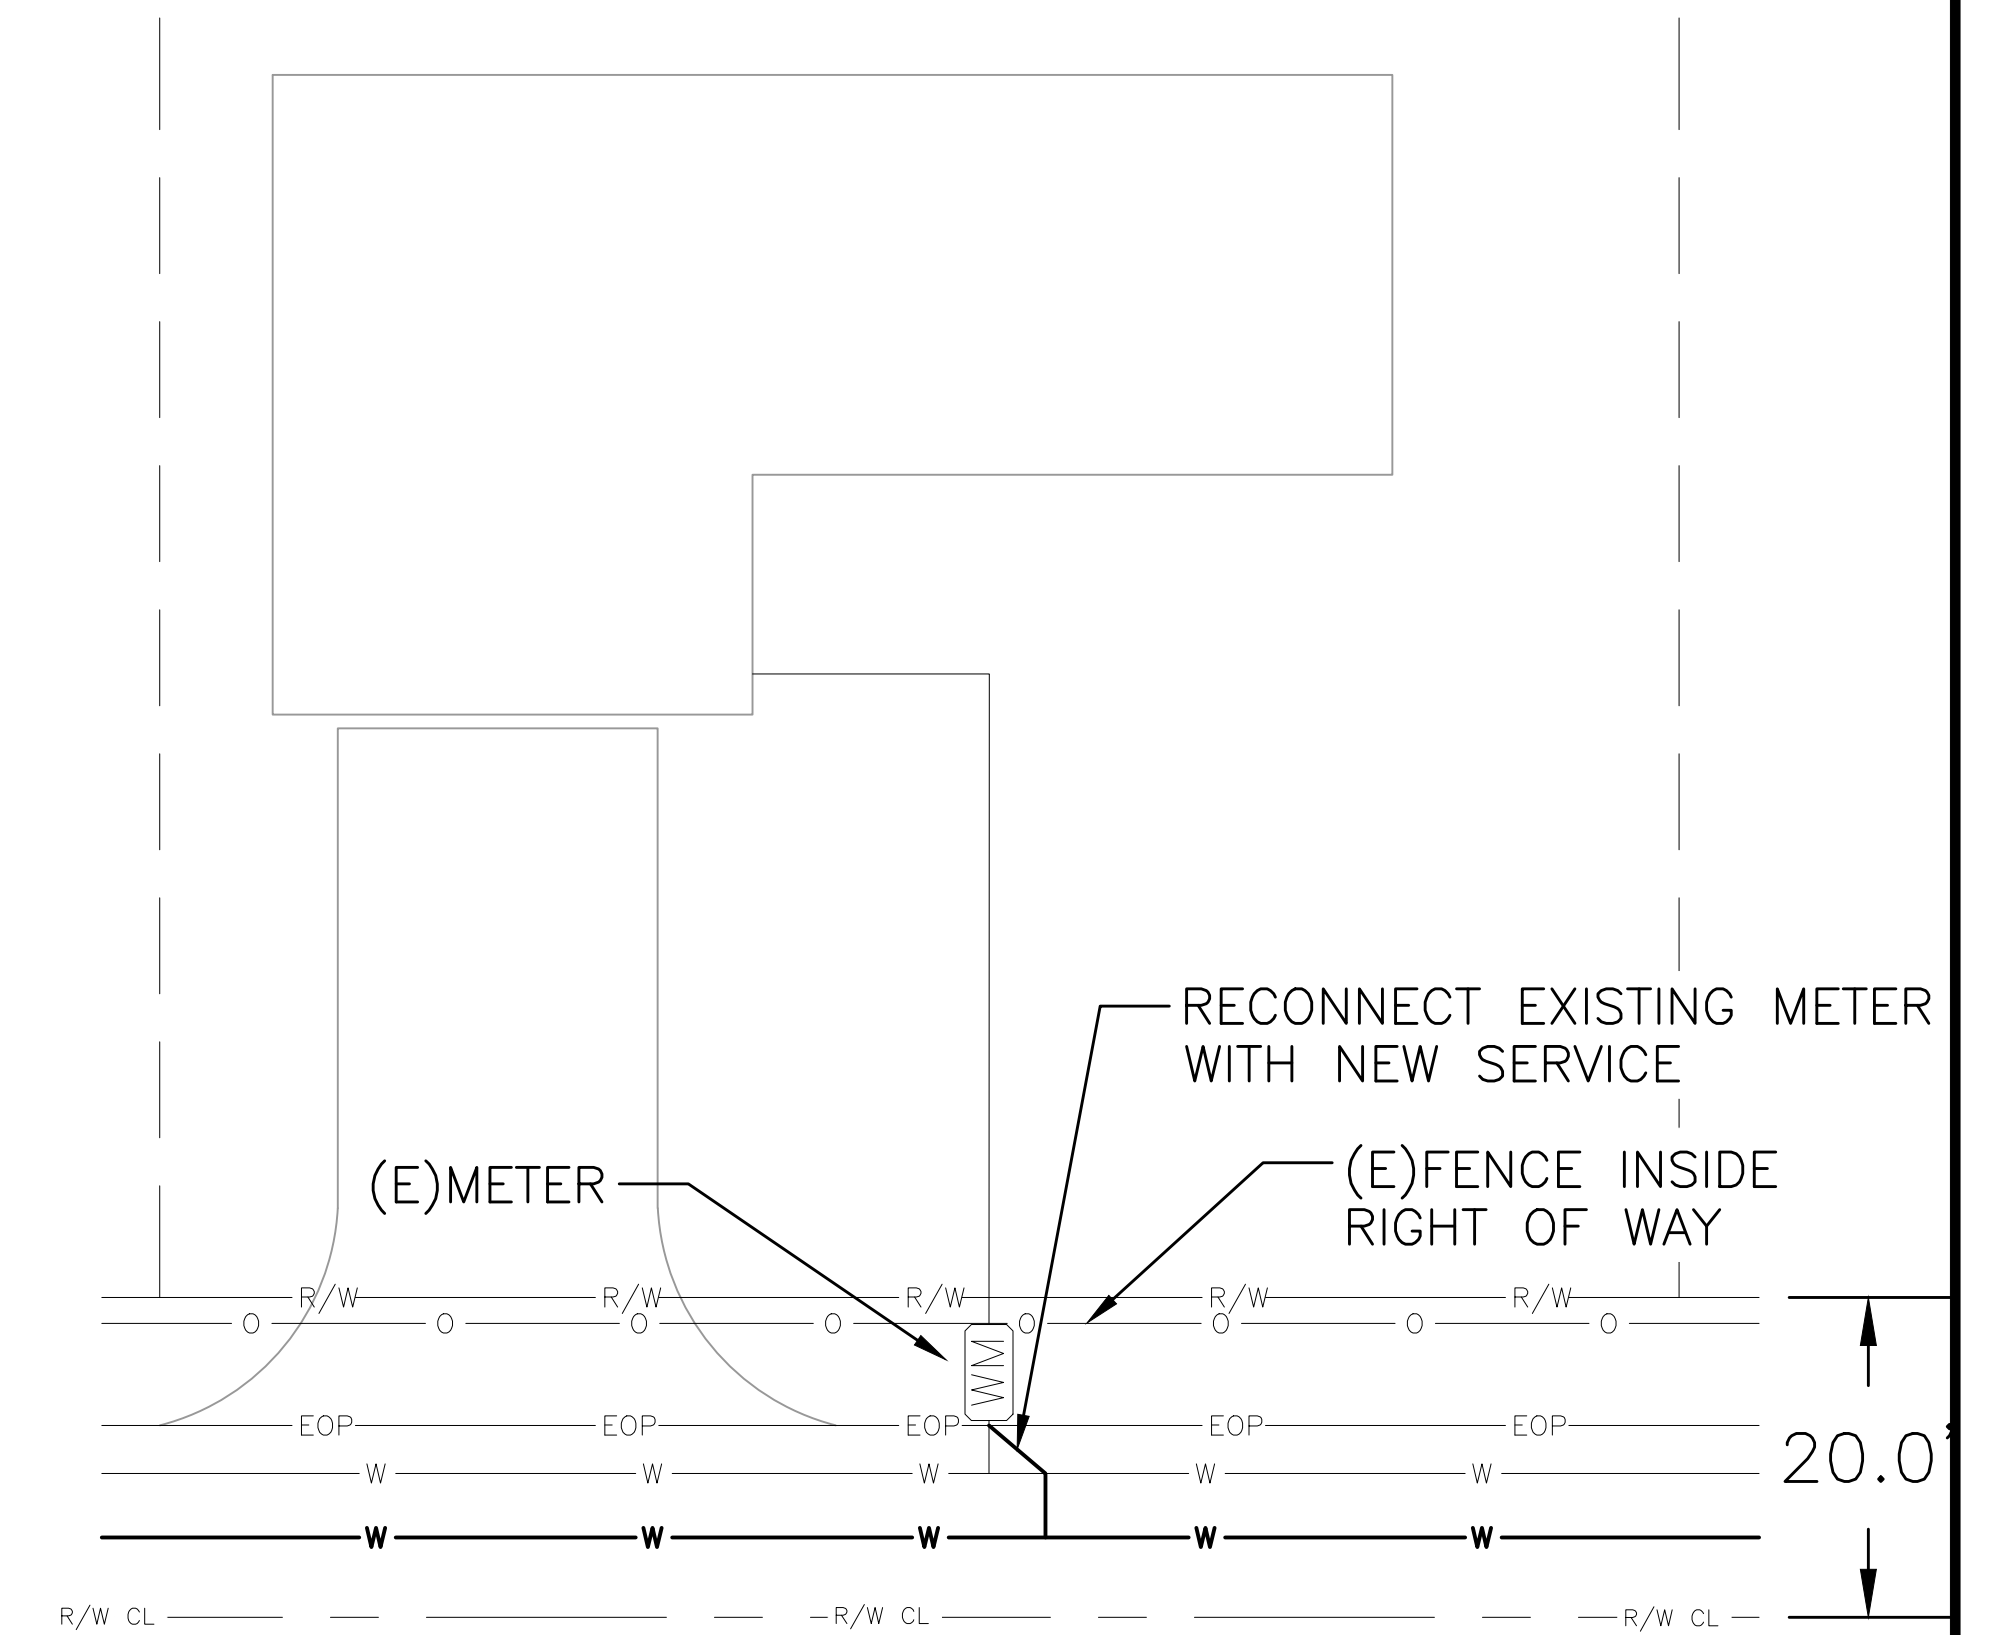 RECONNECT EXISTING METER
WITH NEW SERVICE
(E)METER
(E)FENCE INSIDE
RIGHT OF WAY
R/W R/W R/W R/W R/W
O O O O O O O O
WM
EOP EOP EOP EOP EOP
20.0'
W W W W W
W W W W W
R/W CL R/W CL R/W CL